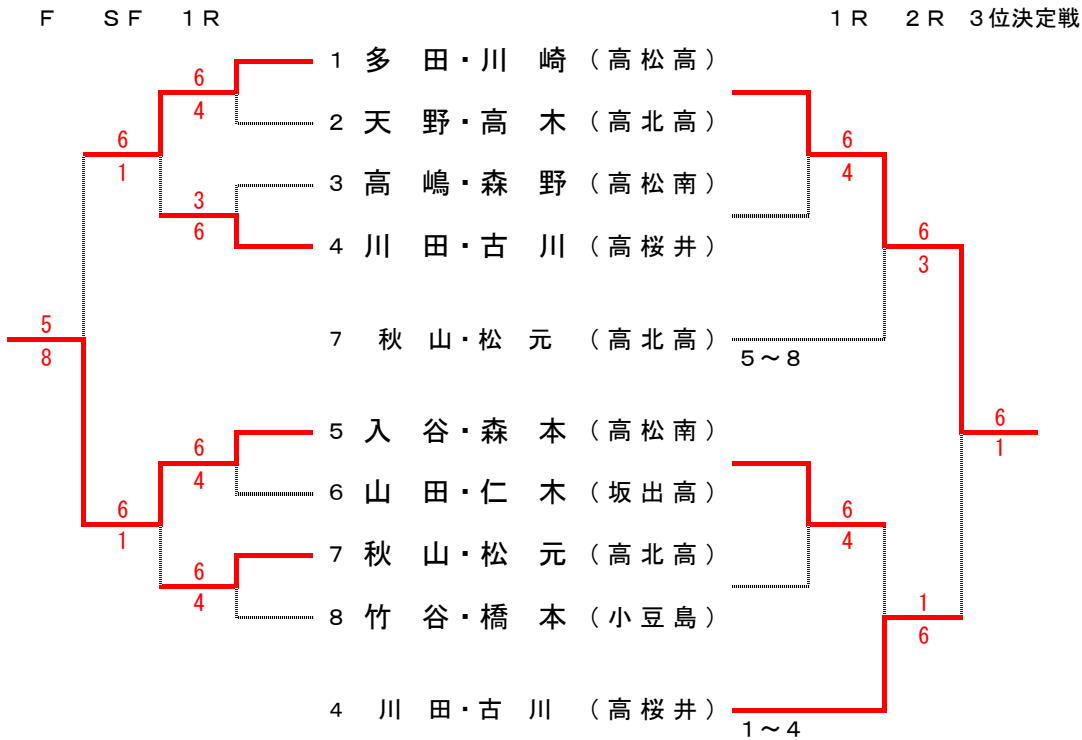 F　SF　1R　1R　2R　3位決定戦
1 多　田・川　崎 （高松高）
6
4
2 天　野・高　木 （高北高）
6
1
6
4
3 高　嶋・森　野 （高松南）
3
6
4 川　田・古　川 （高桜井）
6
3
5
8
7 秋　山・松　元 （高北高）
5～8
5 入　谷・森　本 （高松南）
6
1
6
4
6 山　田・仁　木 （坂出高）
6
1
6
4
7 秋　山・松　元 （高北高）
6
4
8 竹　谷・橋　本 （小豆島）
1
6
4 川　田・古　川 （高桜井）
1～4